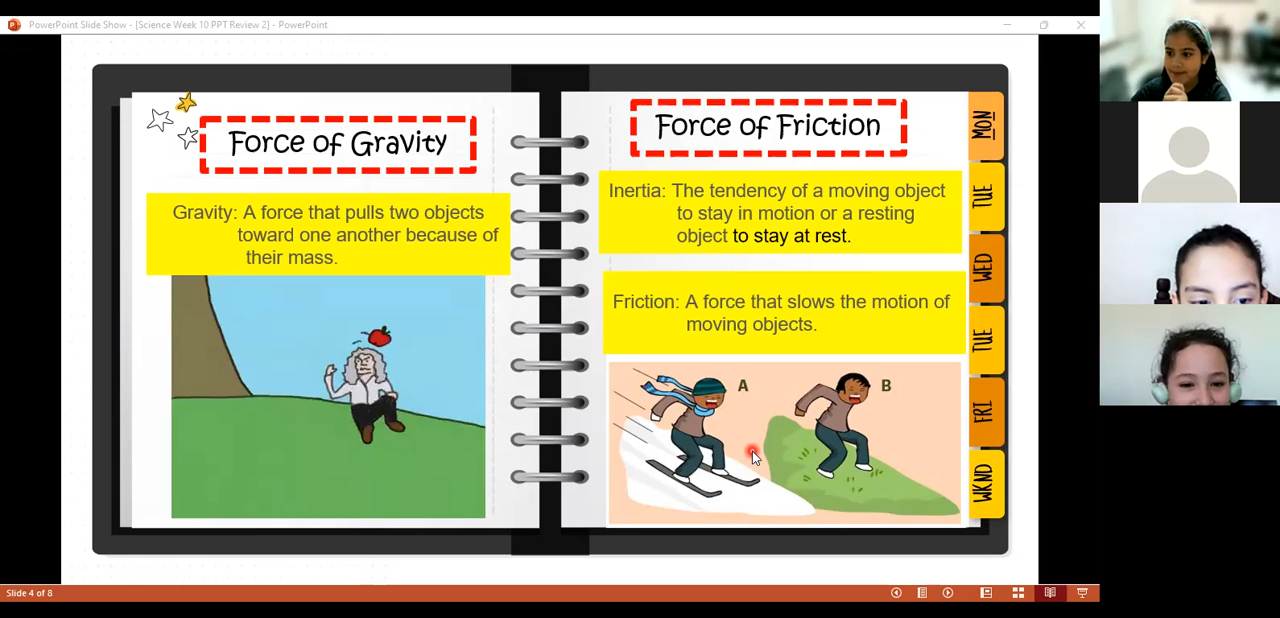 PowerPoint Slide Show - [Science Week 10 PPT Review 2] - PowerPoint
Force of Gravity
Gravity: A force that pulls two objects
toward one another because of
their mass.
Force of Friction
Inertia: The tendency of a moving object
to stay in motion or a resting
object to stay at rest.
Friction: A force that slows the motion of
moving objects.
A
B
MON
TUE
WED
TUE
FRI
WKND
Slide 4 of 8